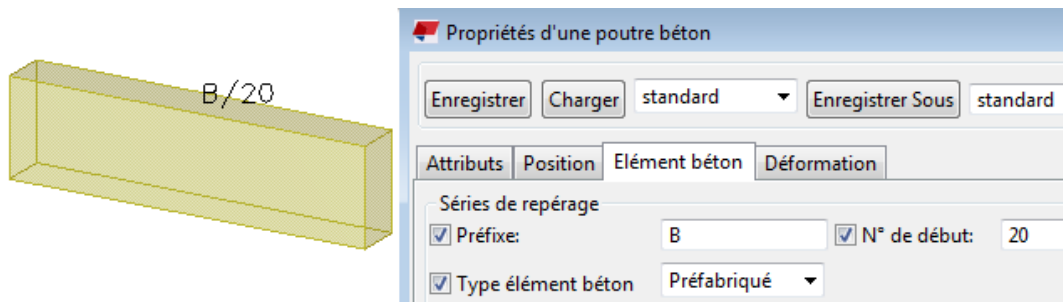 B/20
Propriétés d'une poutre béton
Enregistrer Charger standard Enregistrer Sous standard
Attributs Position Elément béton Déformation
Séries de repérage
Préfixe: B N° de début: 20
Type élément béton Préfabriqué